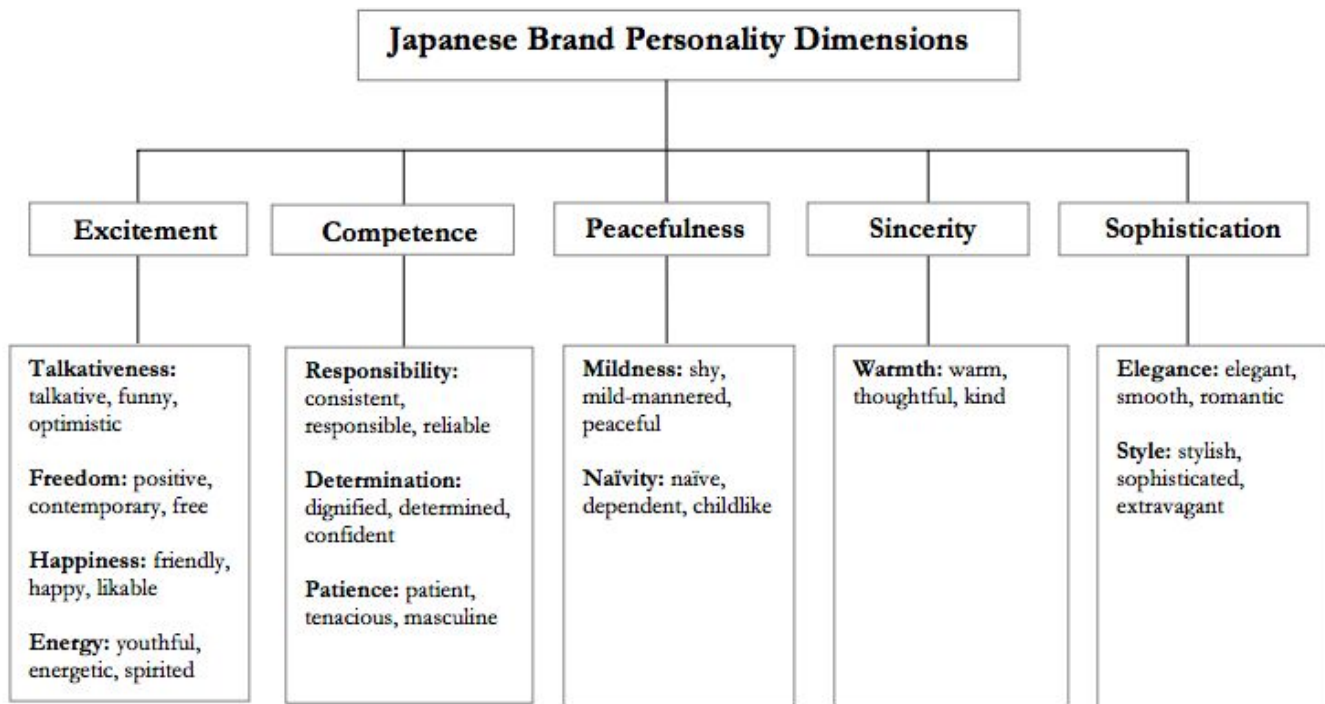 Japanese Brand Personality Dimensions
Excitement
Competence
Peacefulness
Sincerity
Sophistication
Talkativeness:
talkative, funny,
optimistic
Freedom: positive,
contemporary, free
Happiness: friendly,
happy, likable
Energy: youthful,
energetic, spirited
Responsibility:
consistent,
responsible, reliable
Determination:
dignified, determined,
confident
Patience: patient,
tenacious, masculine
Mildness: shy,
mild-mannered,
peaceful
Naïvity: naïve,
dependent, childlike
Warmth: warm,
thoughtful, kind
Elegance: elegant,
smooth, romantic
Style: stylish,
sophisticated,
extravagant